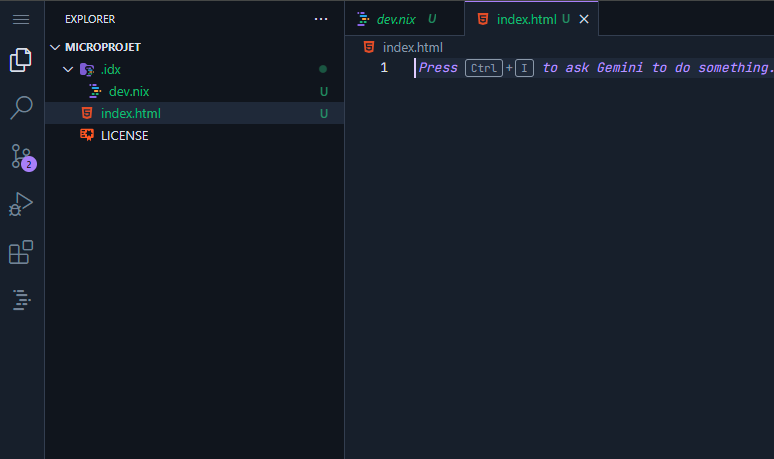 EXPLORER
MICROPROJET
.idx
dev.nix U
index.html U
LICENSE
2
dev.nix U
index.html U
index.html
1 Press Ctrl+I to ask Gemini to do something.